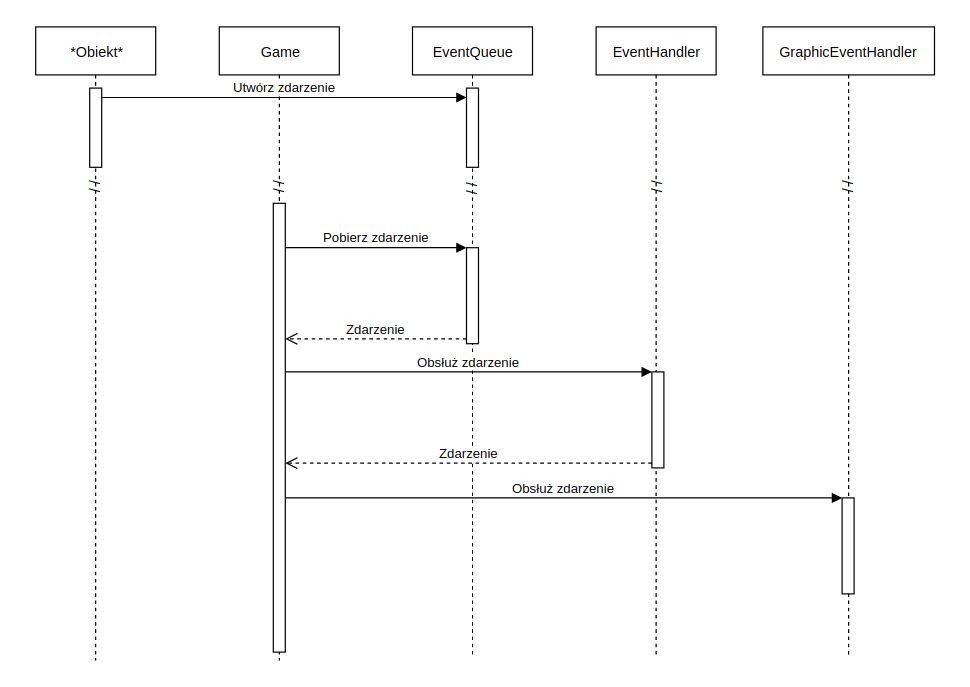 *Obiekt*
Game
EventQueue
EventHandler
GraphicEventHandler
Utwórz zdarzenie
Pobierz zdarzenie
Zdarzenie
Obsłuż zdarzenie
Zdarzenie
Obsłuż zdarzenie